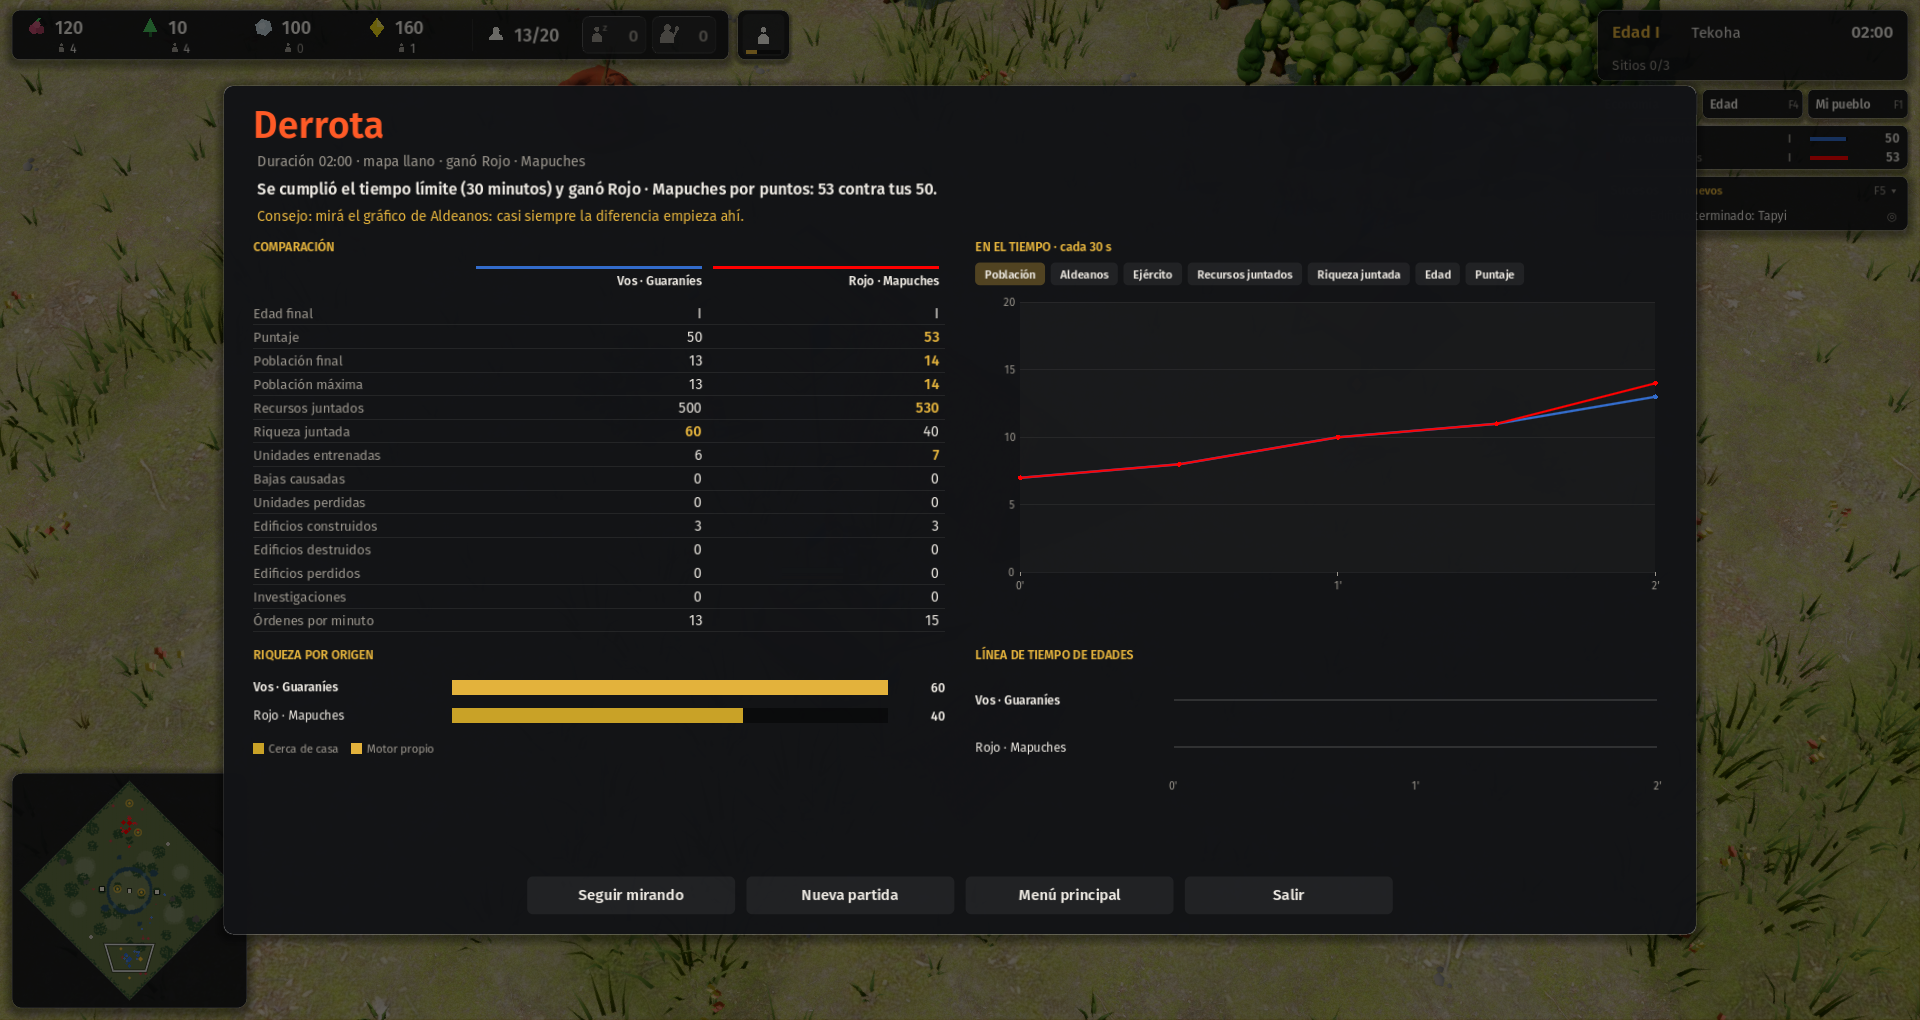 120 10 100 160 13/20 0 0
4 4 0 1
Edad I Tekoha 02:00
Sitios 0/3
Edad F4 Mi pueblo F1
I 50
s I 53
evos F5
erminado: Tapyi
Derrota
Duración 02:00 · mapa llano · ganó Rojo · Mapuches
Se cumplió el tiempo límite (30 minutos) y ganó Rojo · Mapuches por puntos: 53 contra tus 50.
Consejo: mirá el gráfico de Aldeanos: casi siempre la diferencia empieza ahí.
COMPARACIÓN
Vos · Guaraníes Rojo · Mapuches
Edad final I I
Puntaje 50 53
Población final 13 14
Población máxima 13 14
Recursos juntados 500 530
Riqueza juntada 60 40
Unidades entrenadas 6 7
Bajas causadas 0 0
Unidades perdidas 0 0
Edificios construidos 3 3
Edificios destruidos 0 0
Edificios perdidos 0 0
Investigaciones 0 0
Órdenes por minuto 13 15
RIQUEZA POR ORIGEN
Vos · Guaraníes 60
Rojo · Mapuches 40
Cerca de casa Motor propio
EN EL TIEMPO · cada 30 s
Población Aldeanos Ejército Recursos juntados Riqueza juntada Edad Puntaje
20
15
10
5
0
0' 1' 2'
LÍNEA DE TIEMPO DE EDADES
Vos · Guaraníes
Rojo · Mapuches
0' 1' 2'
Seguir mirando Nueva partida Menú principal Salir